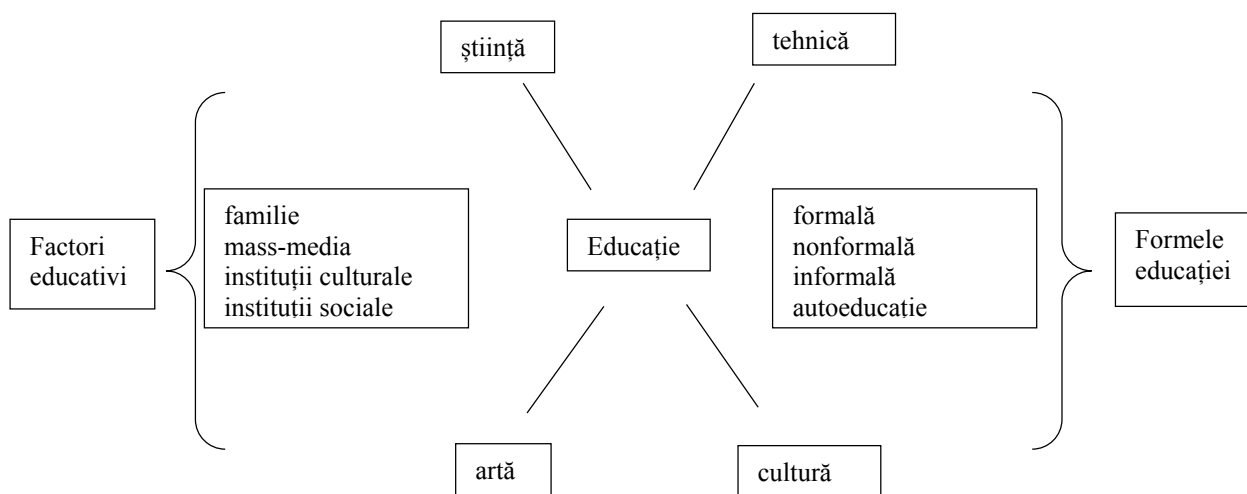 știință
tehnică
Factori
educativi
familie
mass-media
instituții culturale
instituții sociale
Educație
formală
nonformală
informală
autoeducație
Formele
educației
artă
cultură